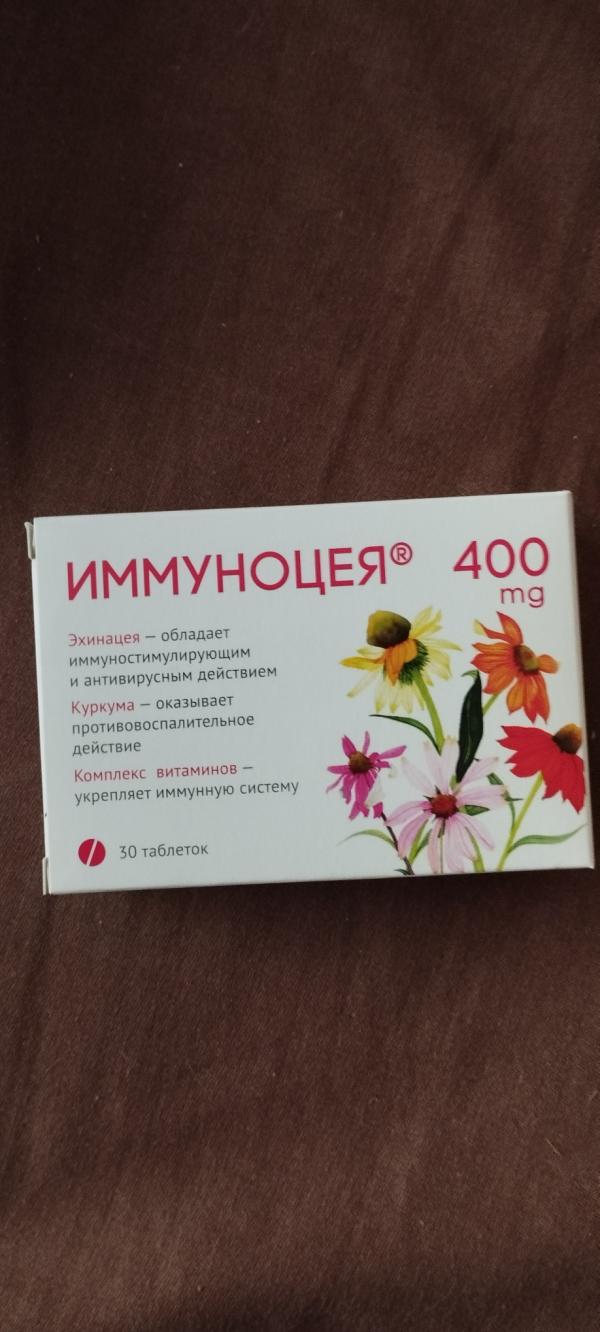 ИММУНОЦЕЯ® 400
mg
Эхинацея — обладает
иммуностимулирующим
и антивирусным действием
Куркума — оказывает
противовоспалительное
действие
Комплекс витаминов —
укрепляет иммунную систему
30 таблеток